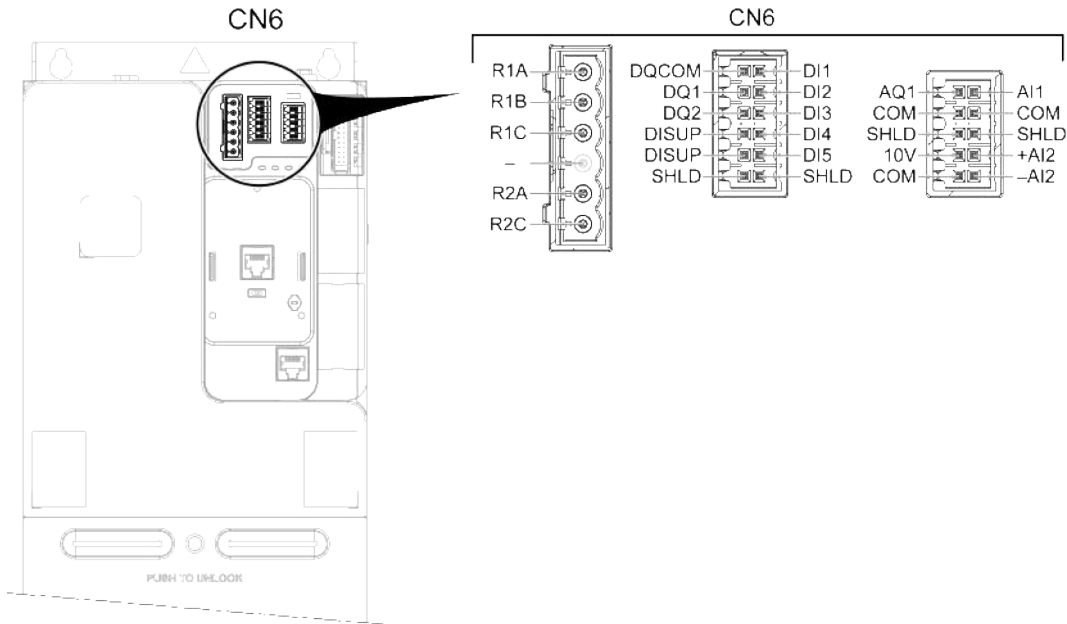 CN6
CN6
R1A
R1B
R1C
–
R2A
R2C
DQCOM DI1
DQ1 DI2
DQ2 DI3
DISUP DI4
DISUP DI5
SHLD SHLD
AQ1 AI1
COM COM
SHLD SHLD
10V +AI2
COM –AI2
PUSH TO UNLOCK